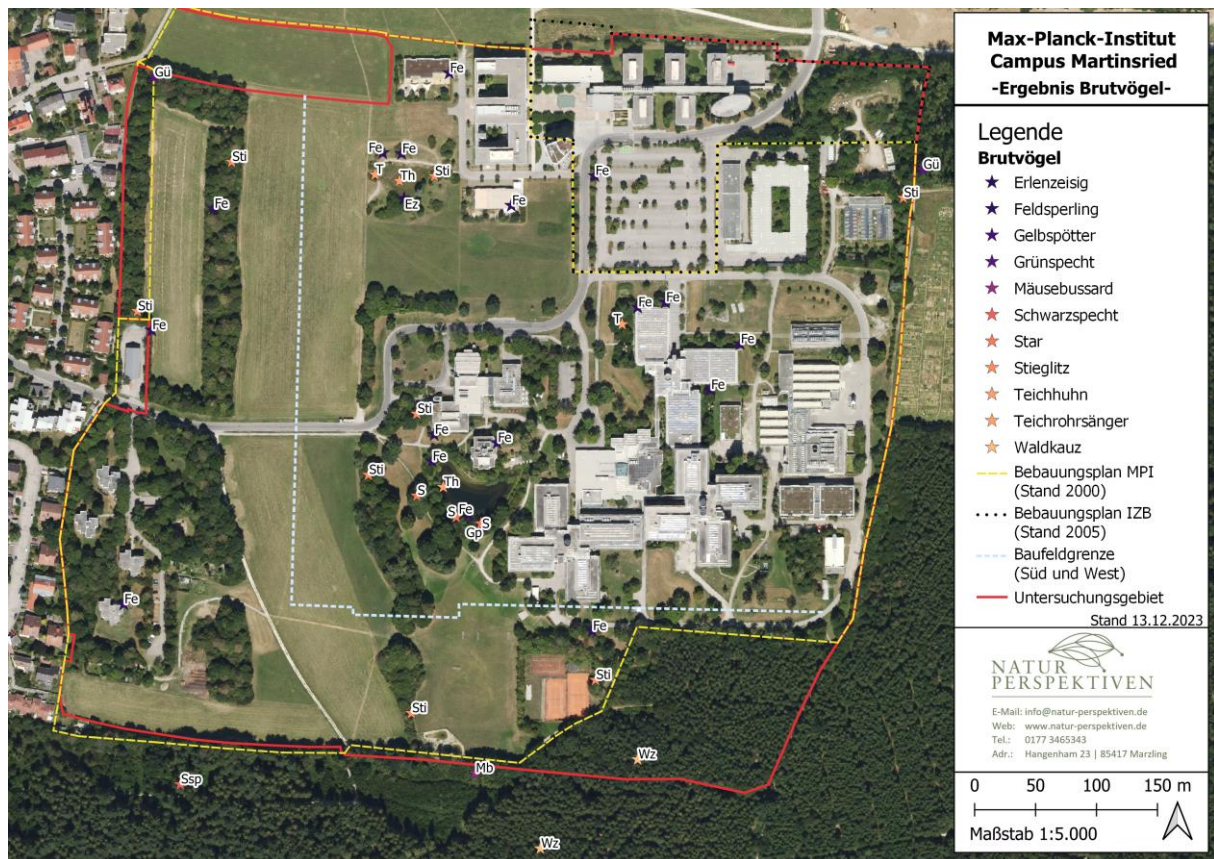 Max-Planck-Institut
Campus Martinsried
-Ergebnis Brutvögel-
Legende
Brutvögel
Erlenzeisig
Feldsperling
Gelbspötter
Grünspecht
Mäusebussard
Schwarzspecht
Star
Stieglitz
Teichhuhn
Teichrohrsänger
Waldkauz
Bebauungsplan MPI
(Stand 2000)
Bebauungsplan IZB
(Stand 2005)
Baufeldgrenze
(Süd und West)
Untersuchungsgebiet
Stand 13.12.2023
NATUR
PERSPEKTIVEN
E-Mail: info@natur-perspektiven.de
Web: www.natur-perspektiven.de
Tel.: 0177 3465343
Adr.: Hangenham 23 | 85417 Marzling
0 50 100 150 m
Maßstab 1:5.000
Gü
Fe
Fe Fe
Sti
T
Th
Sti
Fe
Gü
Fe
Ez
Fe
Sti
Sti
Fe
Fe
Fe
T
Fe
Fe
Sti
Fe
Fe
Fe
Sti
Th
S
S
Fe
S
Gp
Fe
Fe
Sti
Sti
Wz
Mb
Ssp
Wz